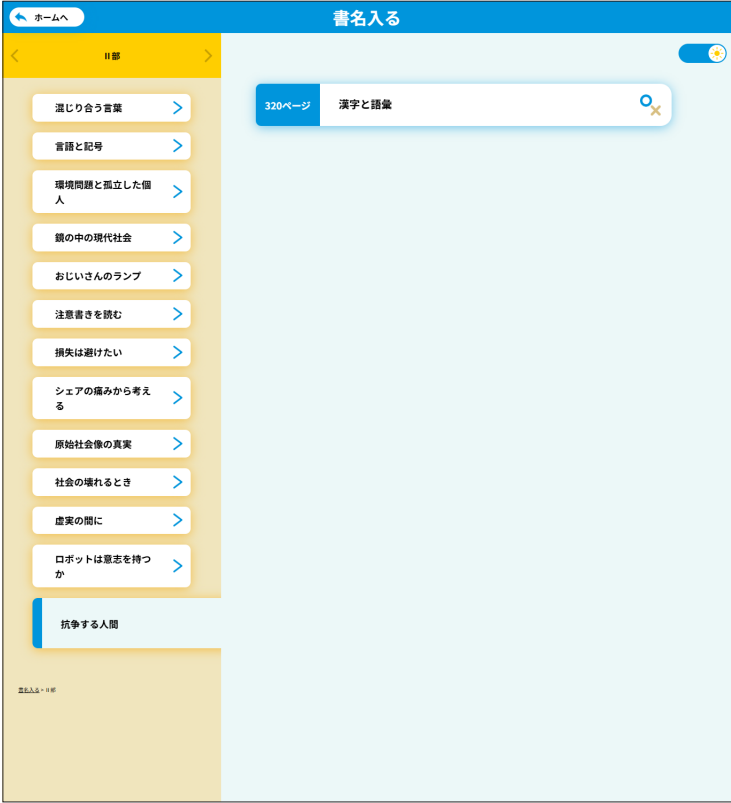 ホームへ
書名入る
II部
混じり合う言葉
言語と記号
環境問題と孤立した個
人
鏡の中の現代社会
おじいさんのランプ
注意書きを読む
損失は避けたい
シェアの痛みから考え
る
原始社会像の真実
社会の壊れるとき
虚実の間に
ロボットは意志を持つ
か
抗争する人間
320ページ
漢字と語彙
書名入る > II部